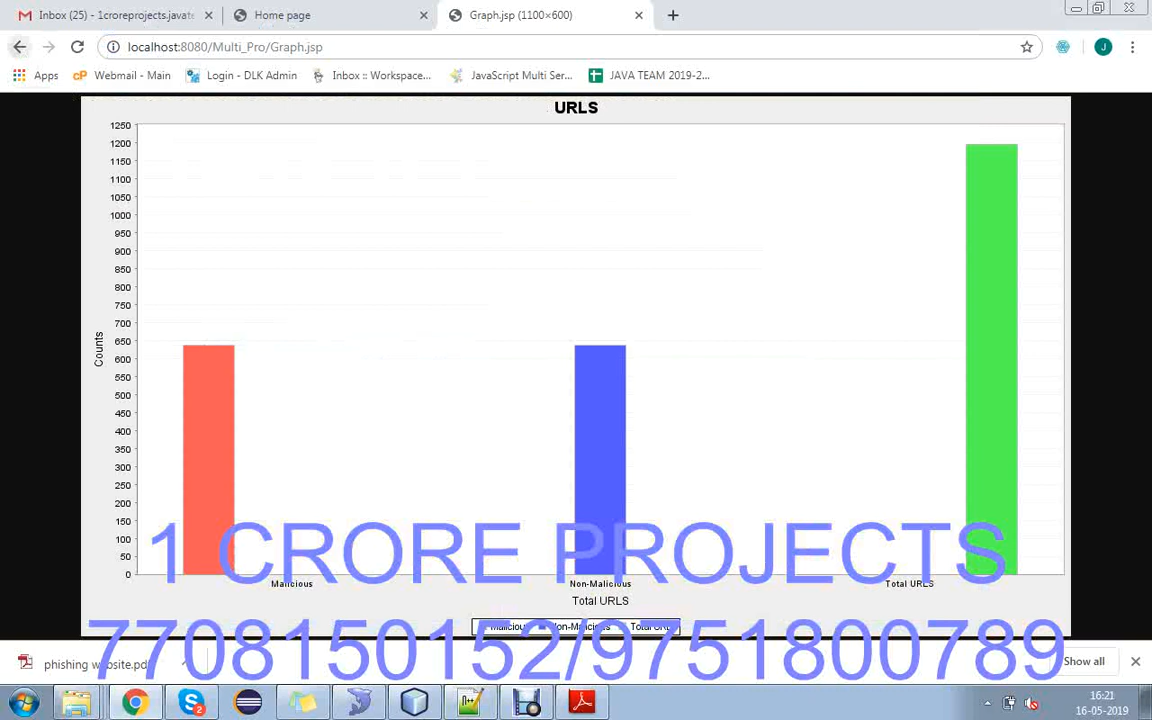 Inbox (25) - 1croreprojects.javate
Home page
Graph.jsp (1100×600)
localhost:8080/Multi_Pro/Graph.jsp
Apps
cP Webmail - Main
Login - DLK Admin
Inbox :: Workspace...
JavaScript Multi Ser...
JAVA TEAM 2019-2...
URLS
1250
1200
1150
1100
1050
1000
950
900
850
800
750
700
650
600
550
500
450
400
350
300
250
200
150
100
50
0
Counts
Malicious Non-Malicious Total URLS
Total URLS
1 CRORE PROJECTS
7708150152/9751800789
phishing website.pdf
Show all
16:21
16-05-2019